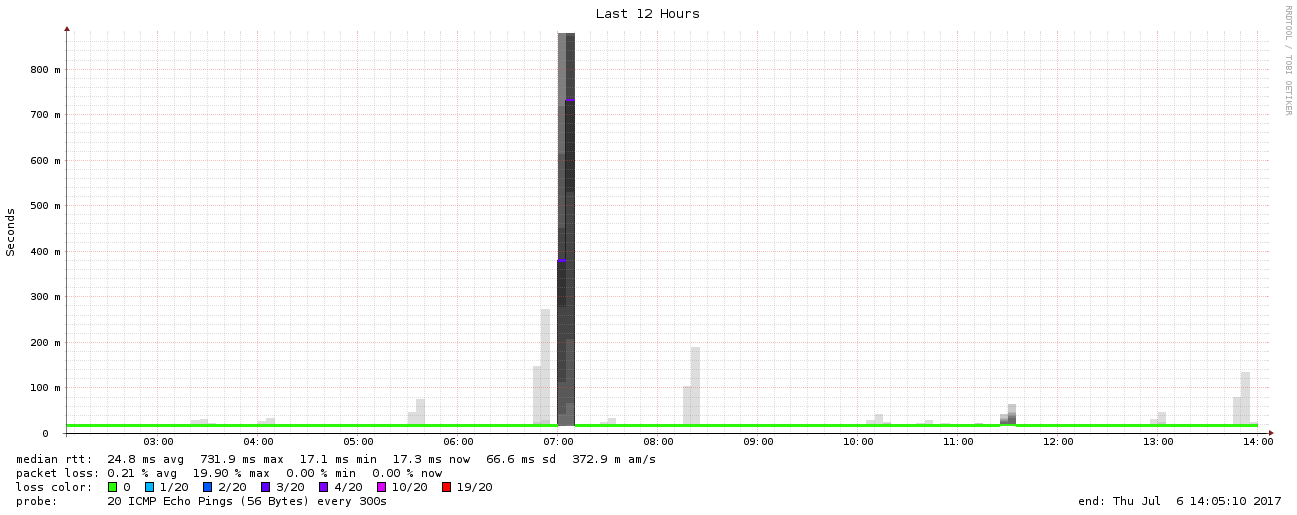 Last 12 Hours
RRDTOOL / TOBI OETIKER
Seconds
800 m
700 m
600 m
500 m
400 m
300 m
200 m
100 m
0
03:00 04:00 05:00 06:00 07:00 08:00 09:00 10:00 11:00 12:00 13:00 14:00
median rtt: 24.8 ms avg 731.9 ms max 17.1 ms min 17.3 ms now 66.6 ms sd 372.9 m am/s
packet loss: 0.21 % avg 19.90 % max 0.00 % min 0.00 % now
loss color: 0 1/20 2/20 3/20 4/20 10/20 19/20
probe: 20 ICMP Echo Pings (56 Bytes) every 300s end: Thu Jul 6 14:05:10 2017